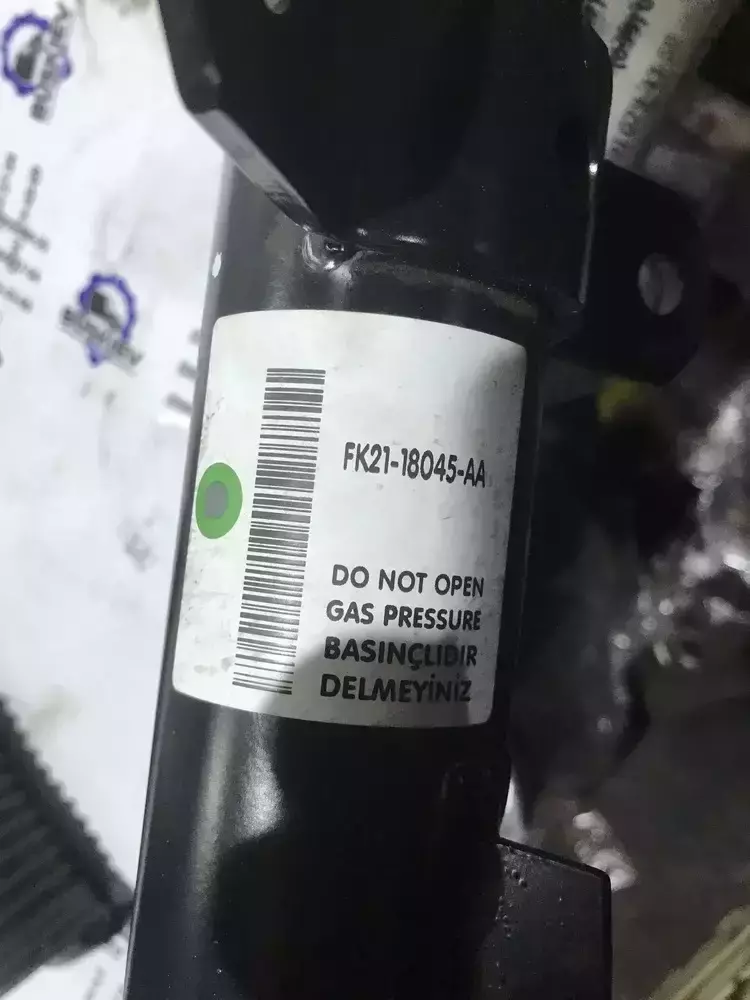 FK21-18045-AA
DO NOT OPEN
GAS PRESSURE
BASINÇLIDIR
DELMEYİNİZ